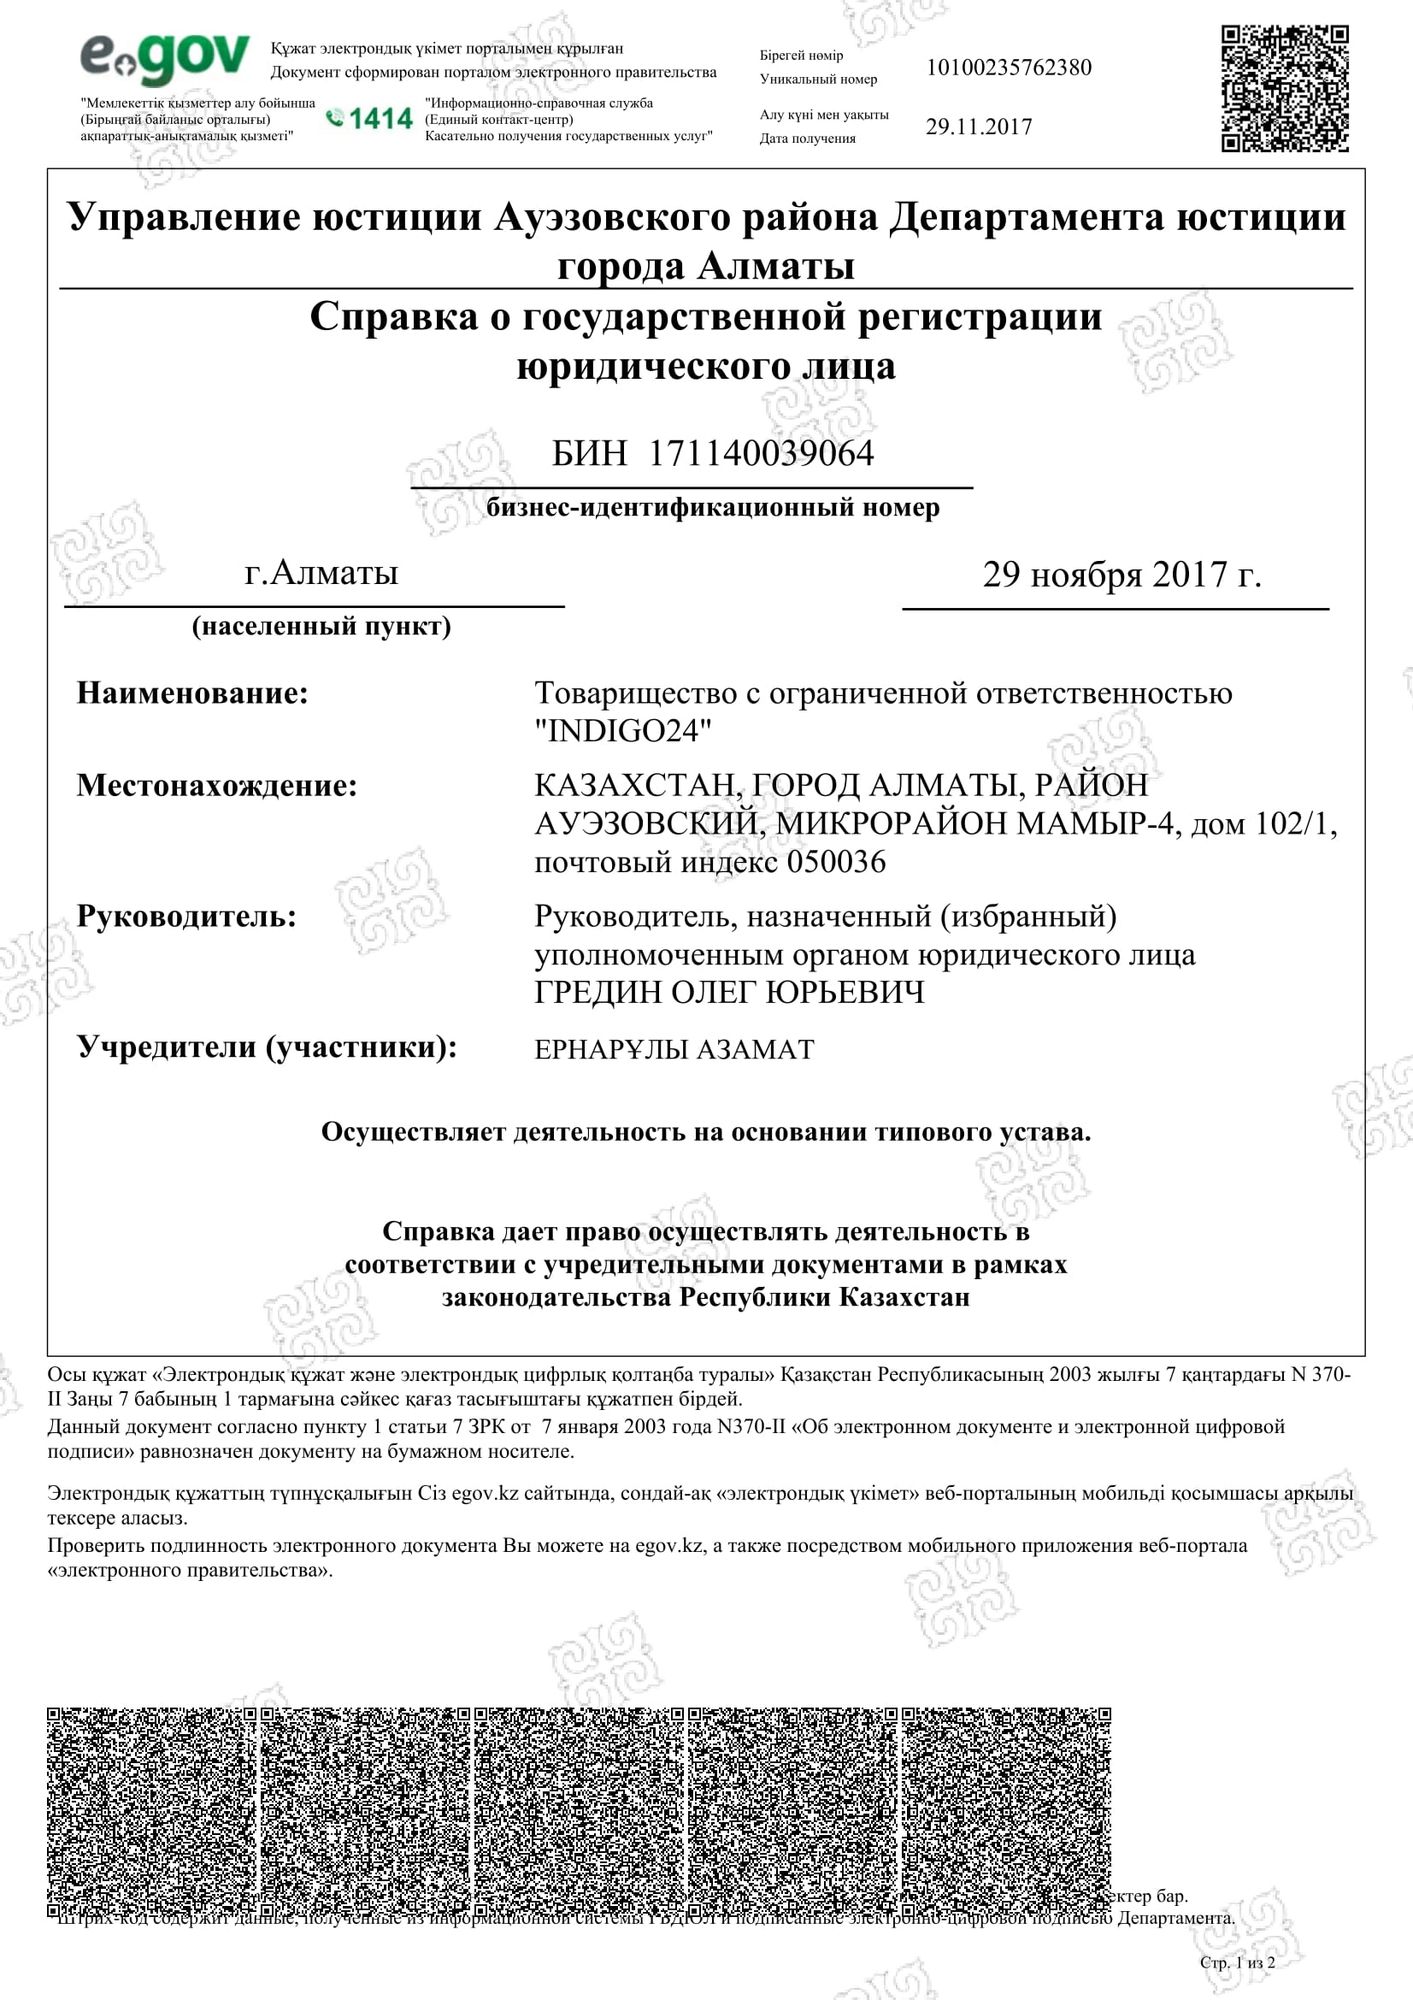 e.gov
Құжат электрондық үкімет порталымен құрылған
Документ сформирован порталом электронного правительства
"Мемлекеттік қызметтер алу бойынша
(Бірыңғай байланыс орталығы)
ақпараттық-анықтамалық қызметі"
1414
"Информационно-справочная служба
(Единый контакт-центр)
Касательно получения государственных услуг"
Бірегей нөмір
Уникальный номер
10100235762380
Алу күні мен уақыты
Дата получения
29.11.2017
Управление юстиции Ауэзовского района Департамента юстиции
города Алматы
Справка о государственной регистрации
юридического лица
БИН 171140039064
бизнес-идентификационный номер
г.Алматы
29 ноября 2017 г.
(населенный пункт)
Наименование:
Товарищество с ограниченной ответственностью
"INDIGO24"
Местонахождение:
КАЗАХСТАН, ГОРОД АЛМАТЫ, РАЙОН
АУЭЗОВСКИЙ, МИКРОРАЙОН МАМЫР-4, дом 102/1,
почтовый индекс 050036
Руководитель:
Руководитель, назначенный (избранный)
уполномоченным органом юридического лица
ГРЕДИН ОЛЕГ ЮРЬЕВИЧ
Учредители (участники):
ЕРНАРҰЛЫ АЗАМАТ
Осуществляет деятельность на основании типового устава.
Справка дает право осуществлять деятельность в
соответствии с учредительными документами в рамках
законодательства Республики Казахстан
Осы құжат «Электрондық құжат және электрондық цифрлық қолтаңба туралы» Қазақстан Республикасының 2003 жылғы 7 қаңтардағы N 370-
II Заңы 7 бабының 1 тармағына сәйкес қағаз тасығыштағы құжатпен бірдей.
Данный документ согласно пункту 1 статьи 7 ЗРК от 7 января 2003 года N370-II «Об электронном документе и электронной цифровой
подписи» равнозначен документу на бумажном носителе.
Электрондық құжаттың түпнұсқалығын Сіз egov.kz сайтында, сондай-ақ «электрондық үкімет» веб-порталының мобильді қосымшасы арқылы
тексере аласыз.
Проверить подлинность электронного документа Вы можете на egov.kz, а также посредством мобильного приложения веб-портала
«электронного правительства».
бар.
Штрих-код содержит данные, полученные из информационной системы ГБДЮЛ и подписанные электронно-цифровой подписью Департамента.
Стр. 1 из 2